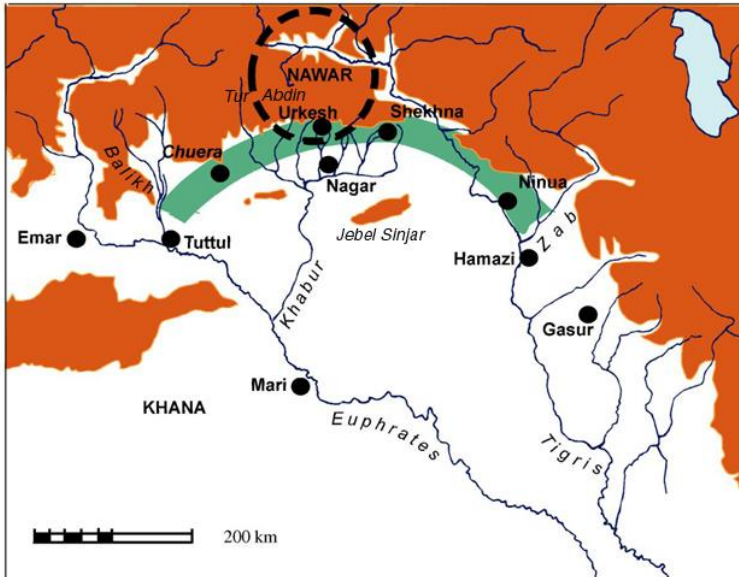 NAWAR
Tur Abdin
Urkesh
Shekhna
Balikh
Chuera
Nagar
Ninua
Emar
Tuttul
Jebel Sinjar
Zab
Hamazi
Khabur
Gasur
Mari
KHANA
Euphrates
Tigris
200 km